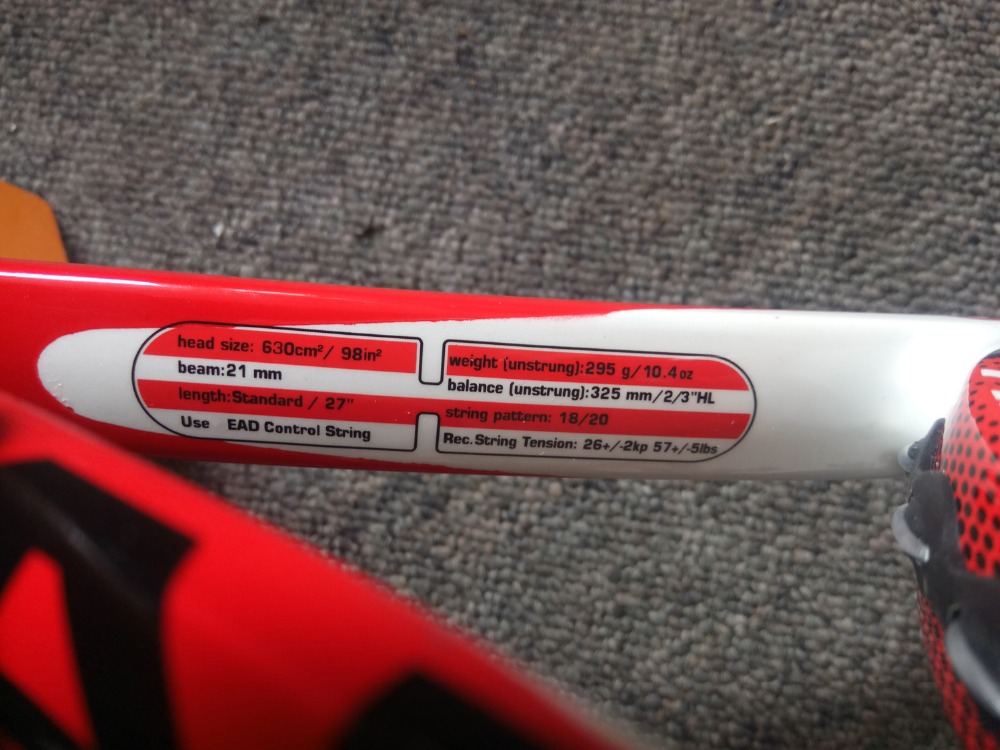 head size: 630cm²/ 98in²
beam:21 mm
length:Standard / 27"
Use EAD Control String
weight (unstrung):295 g/10.4oz
balance (unstrung):325 mm/2/3"HL
string pattern: 18/20
Rec.String Tension: 26+/-2kp 57+/-5lbs